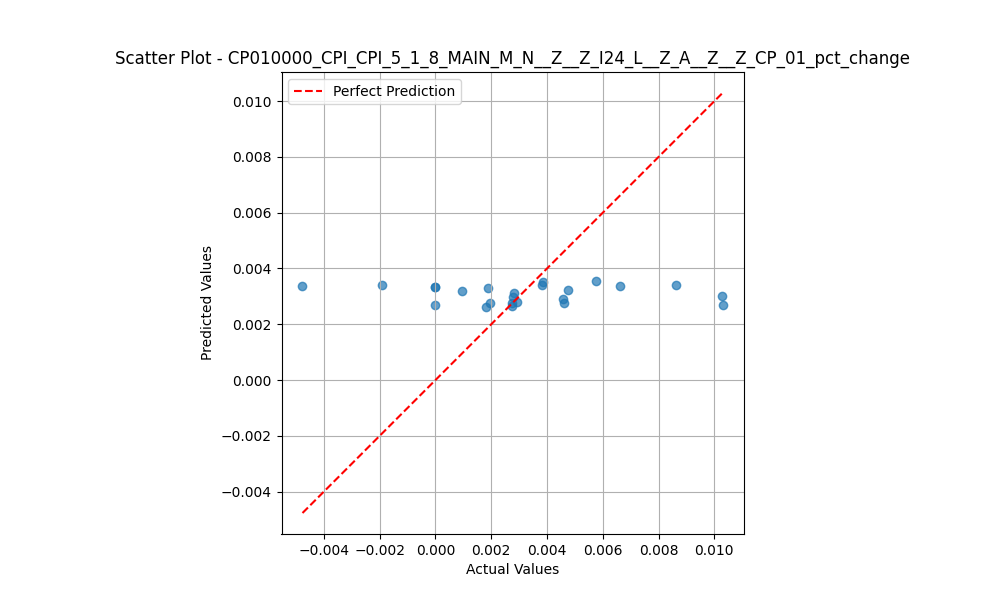 Scatter Plot - CP010000_CPI_CPI_5_1_8_MAIN_M_N__Z__Z_I24_L__Z_A__Z__Z_CP_01_pct_change
Perfect Prediction
0.010
0.008
0.006
0.004
0.002
0.000
−0.002
−0.004
Predicted Values
−0.004 −0.002 0.000 0.002 0.004 0.006 0.008 0.010
Actual Values